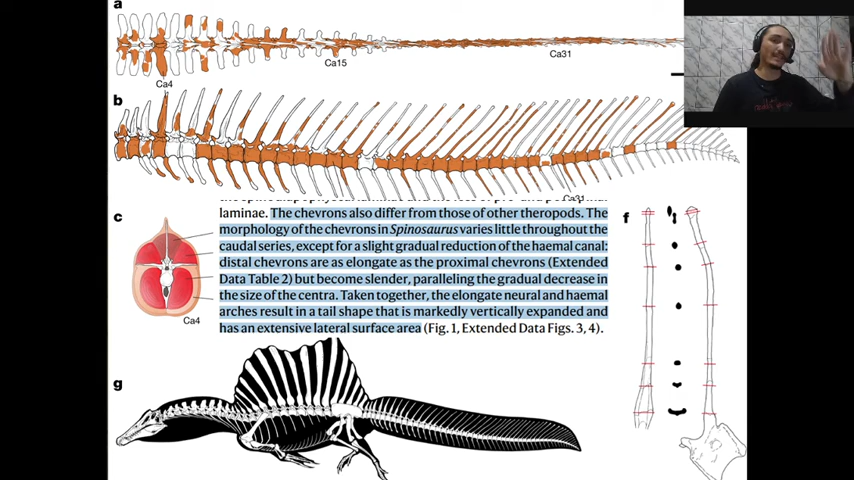 a
Ca4
Ca15
Ca31
b
Ca31
c
Ca4
laminae. The chevrons also differ from those of other theropods. The
morphology of the chevrons in Spinosaurus varies little throughout the
caudal series, except for a slight gradual reduction of the haemal canal:
distal chevrons are as elongate as the proximal chevrons (Extended
Data Table 2) but become slender, paralleling the gradual decrease in
the size of the centra. Taken together, the elongate neural and haemal
arches result in a tail shape that is markedly vertically expanded and
has an extensive lateral surface area (Fig. 1, Extended Data Figs. 3, 4).
f
g